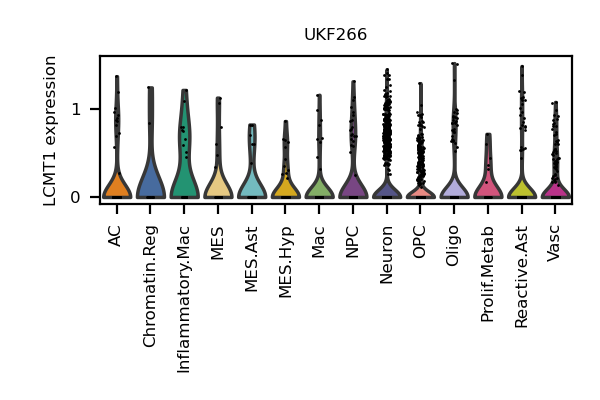 UKF266
LCMT1 expression
1
0
AC
Chromatin.Reg
Inflammatory.Mac
MES
MES.Ast
MES.Hyp
Mac
NPC
Neuron
OPC
Oligo
Prolif.Metab
Reactive.Ast
Vasc